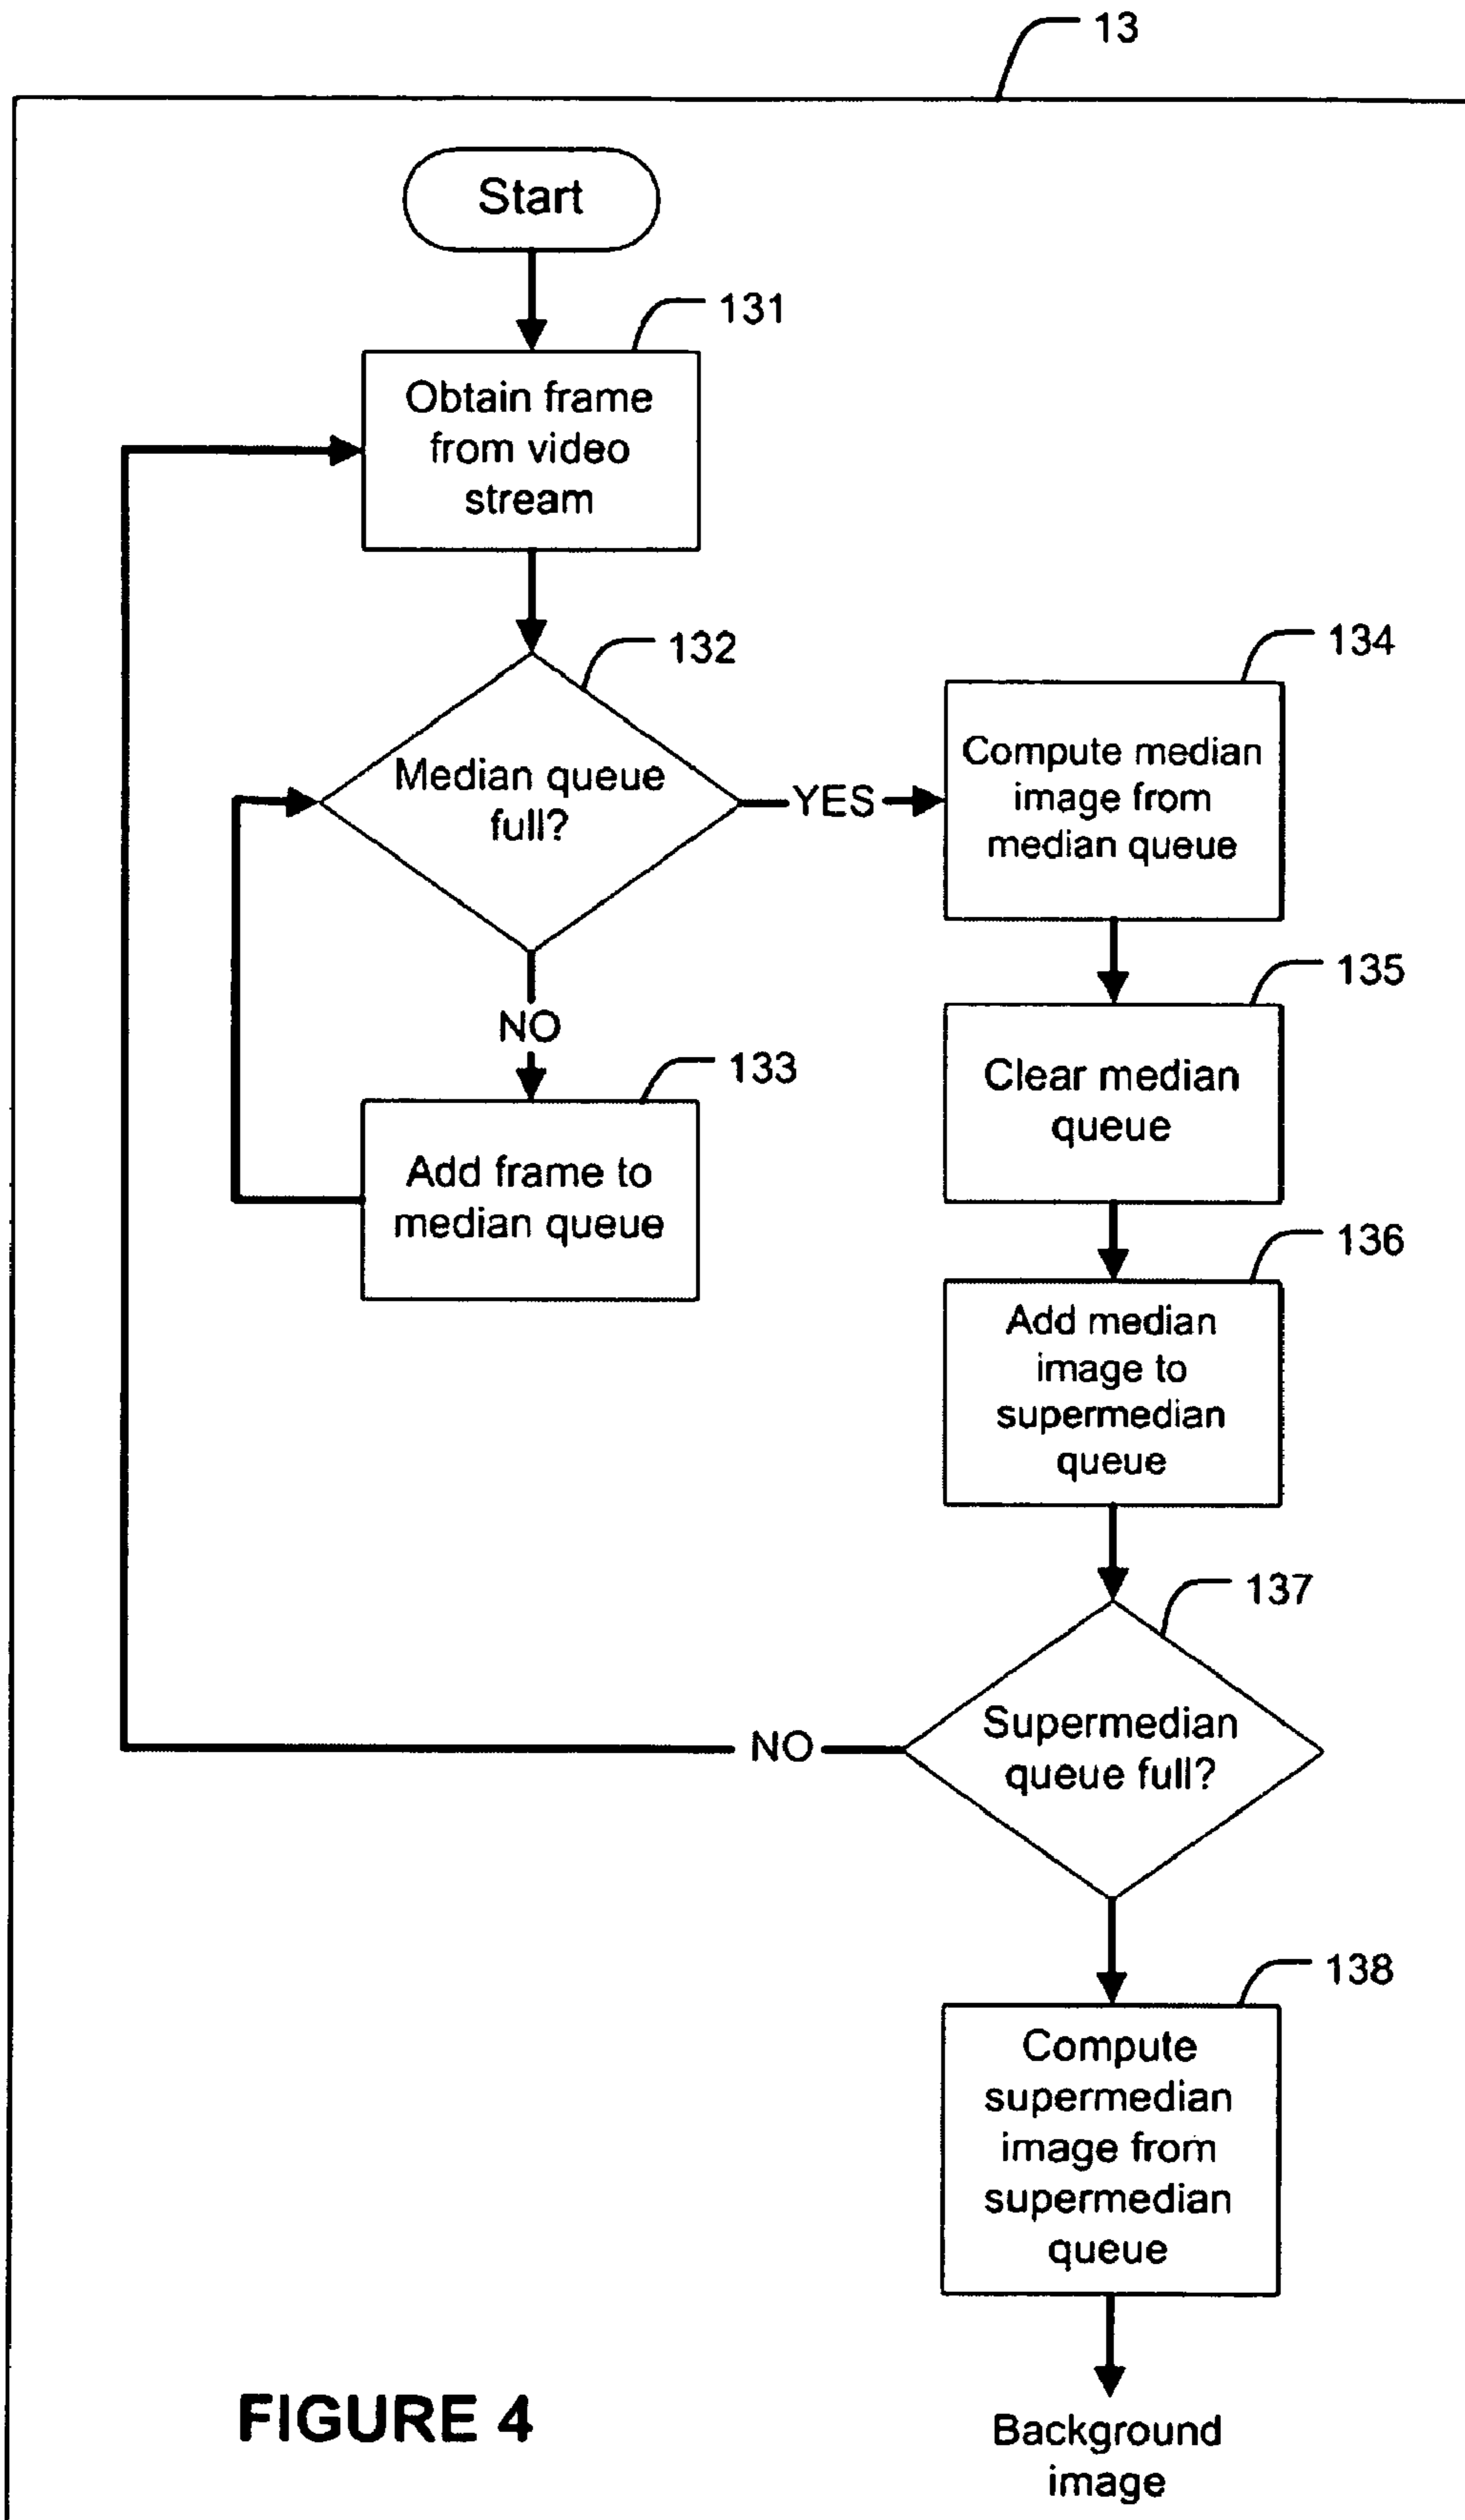 13
Start
131
Obtain frame
from video
stream
132
Median queue
full?
YES
NO
133
Add frame to
median queue
134
Compute median
image from
median queue
135
Clear median
queue
136
Add median
image to
supermedian
queue
137
Supermedian
queue full?
NO
138
Compute
supermedian
image from
supermedian
queue
Background
image
FIGURE 4